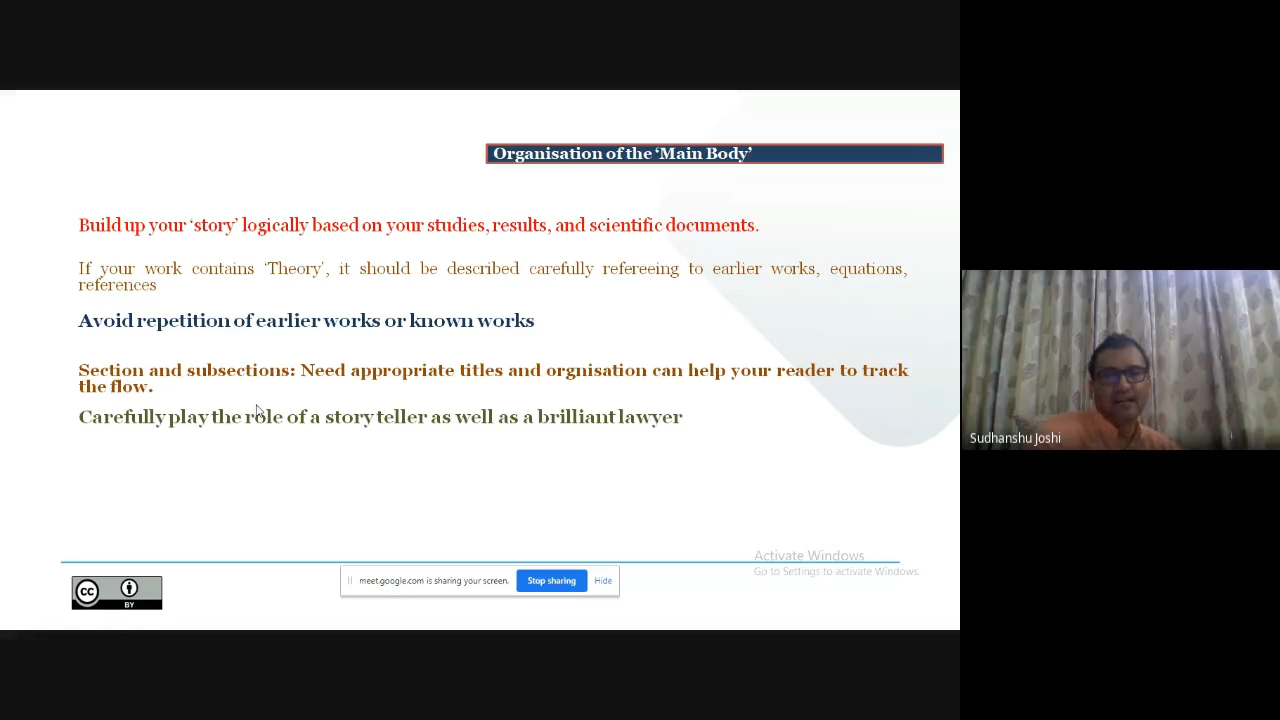 Organisation of the ‘Main Body’
Build up your ‘story’ logically based on your studies, results, and scientific documents.
If your work contains ‘Theory’, it should be described carefully refereeing to earlier works, equations,
references
Avoid repetition of earlier works or known works
Section and subsections: Need appropriate titles and orgnisation can help your reader to track
the flow.
Carefully play the role of a story teller as well as a brilliant lawyer
Sudhanshu Joshi
Activate Windows
Go to Settings to activate Windows.
meet.google.com is sharing your screen. Stop sharing Hide
cc BY